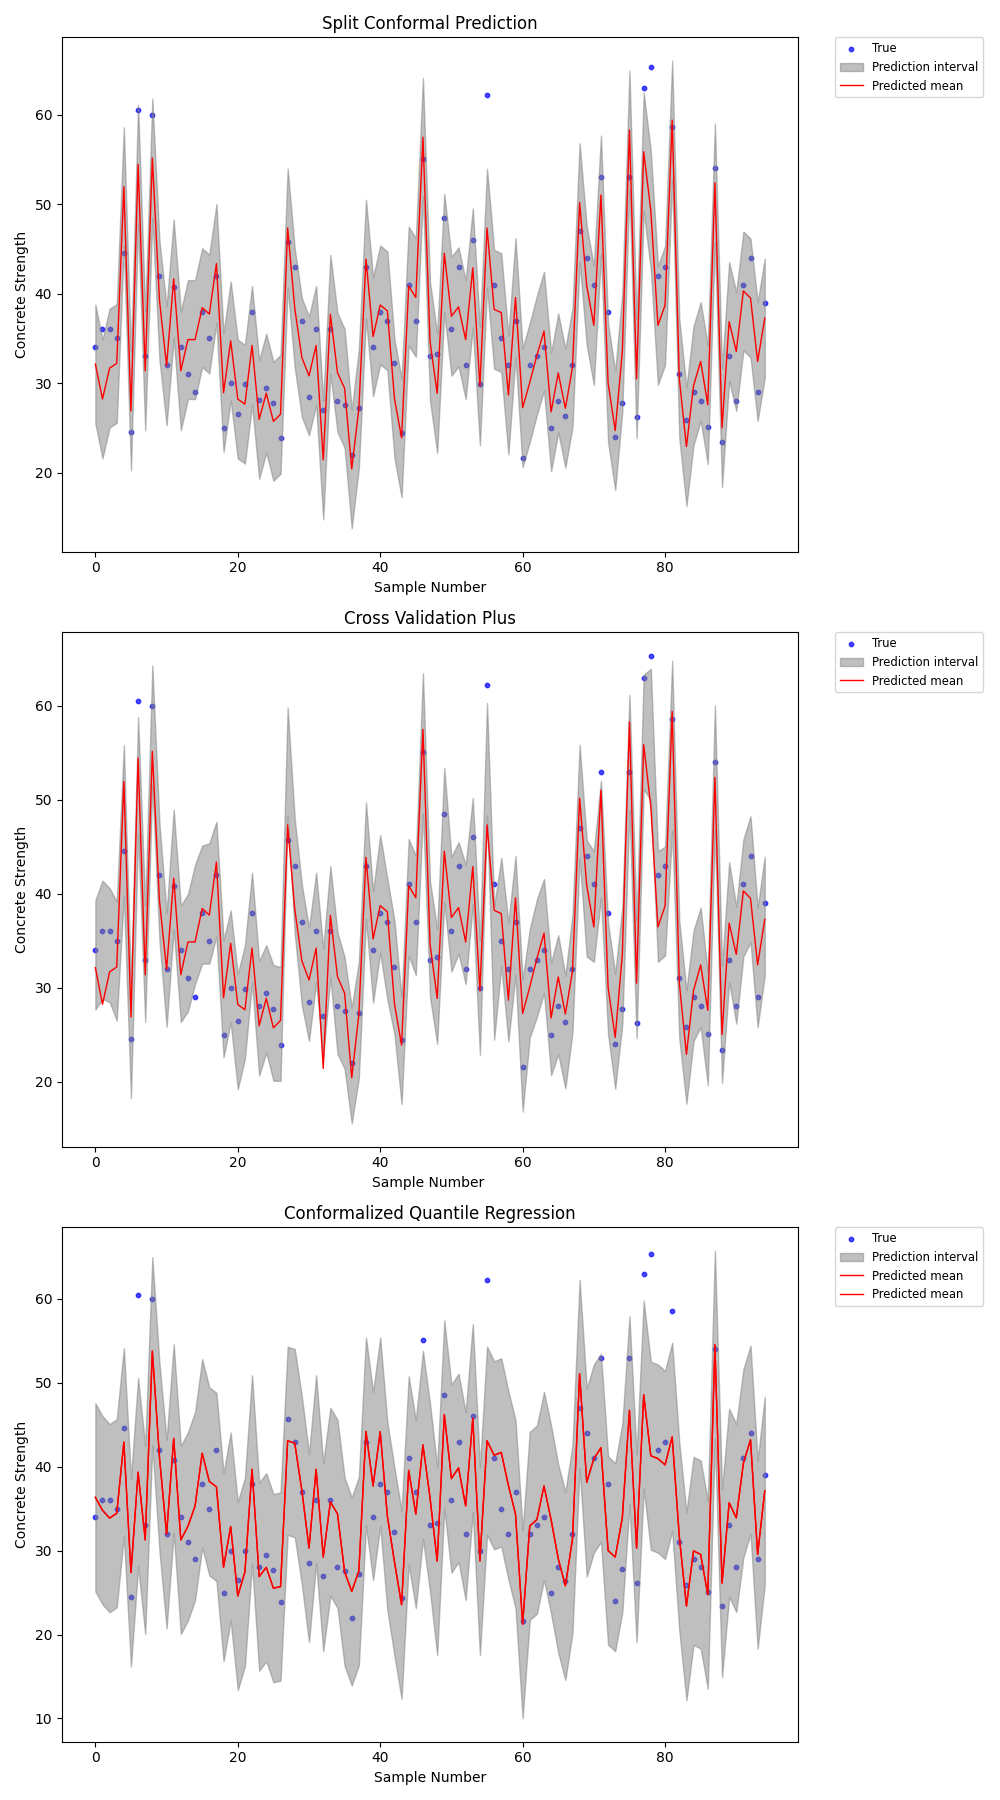 Split Conformal Prediction
True
Prediction interval
Predicted mean
Concrete Strength
60
50
40
30
20
0 20 40 60 80
Sample Number
Cross Validation Plus
True
Prediction interval
Predicted mean
Concrete Strength
60
50
40
30
20
0 20 40 60 80
Sample Number
Conformalized Quantile Regression
True
Prediction interval
Predicted mean
Predicted mean
Concrete Strength
60
50
40
30
20
10
0 20 40 60 80
Sample Number